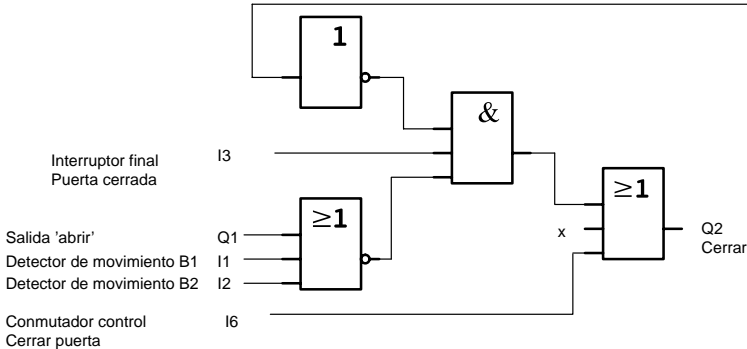 1
&
Interruptor final I3
Puerta cerrada
≥1
≥1
Salida 'abrir' Q1
x
Q2
Cerrar
Detector de movimiento B1 I1
Detector de movimiento B2 I2
Conmutador control I6
Cerrar puerta